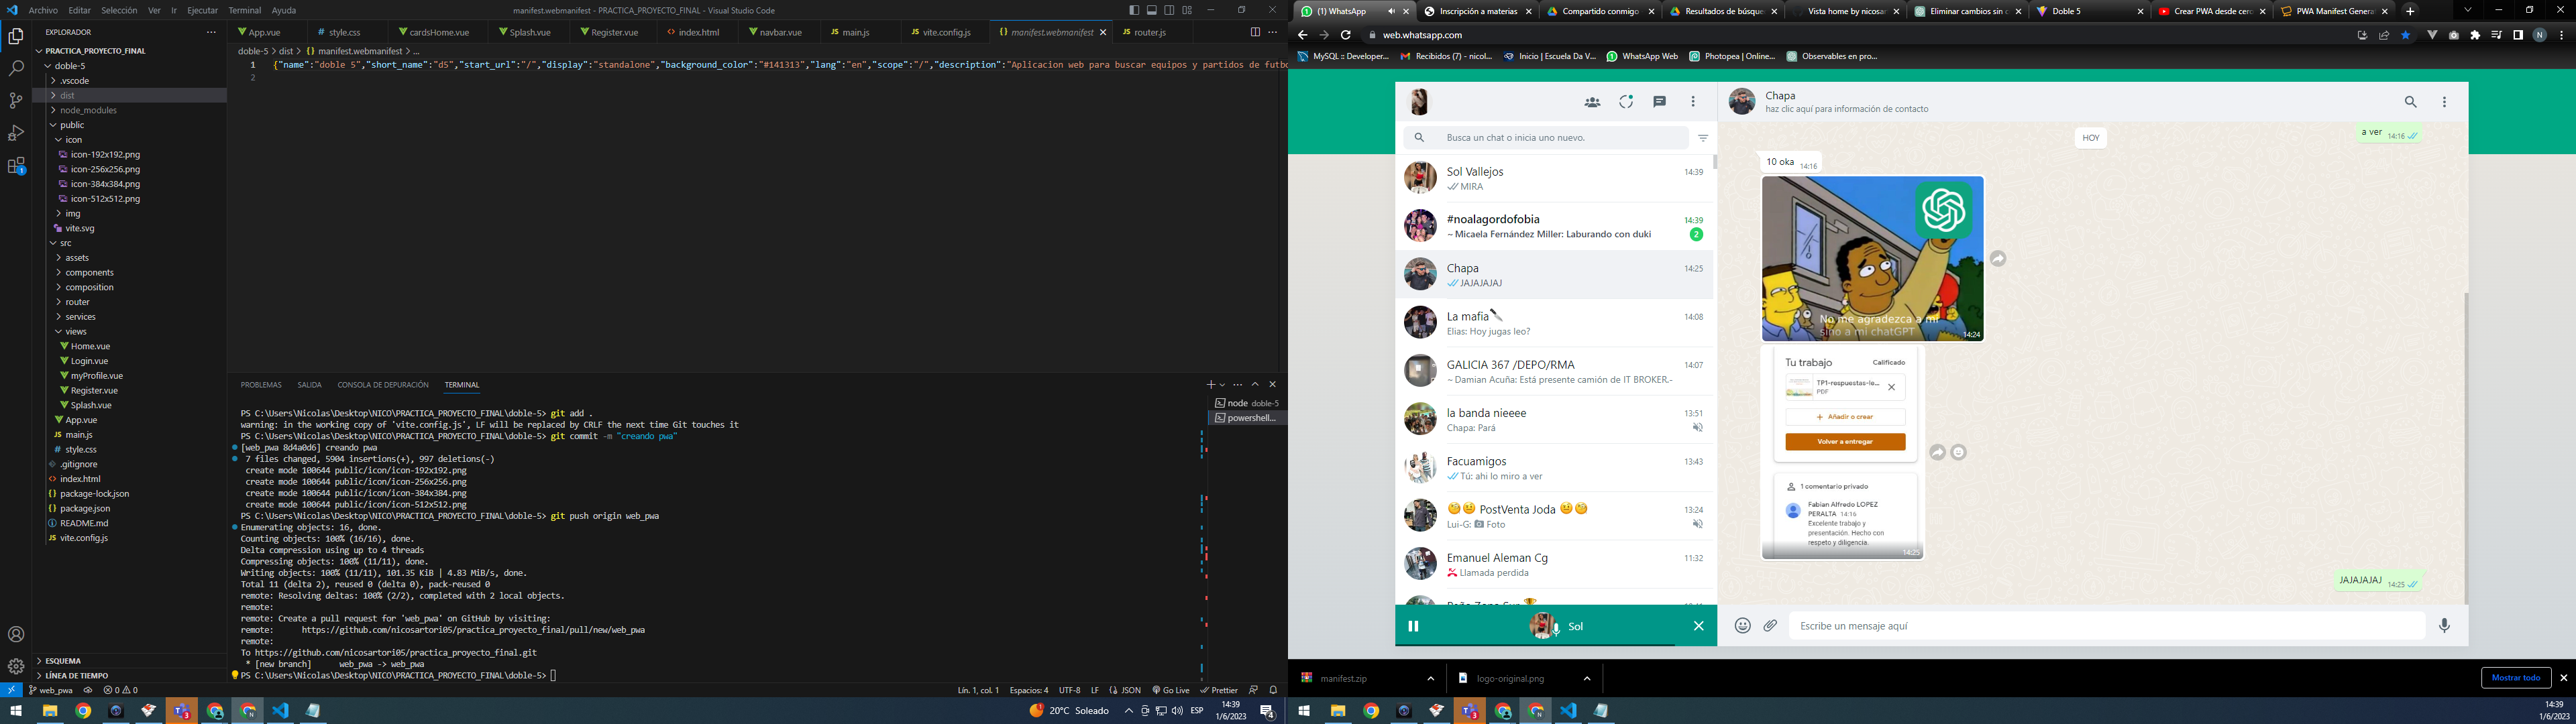 Archivo Editar Selección Ver Ir Ejecutar Terminal Ayuda
manifest.webmanifest - PRACTICA_PROYECTO_FINAL - Visual Studio Code
EXPLORADOR
PRACTICA_PROYECTO_FINAL
doble-5
.vscode
dist
node_modules
public
icon
icon-192x192.png
icon-256x256.png
icon-384x384.png
icon-512x512.png
img
vite.svg
src
assets
components
composition
router
services
views
Home.vue
Login.vue
myProfile.vue
Register.vue
Splash.vue
App.vue
main.js
style.css
.gitignore
index.html
package-lock.json
package.json
README.md
vite.config.js
ESQUEMA
LÍNEA DE TIEMPO
App.vue style.css cardsHome.vue Splash.vue Register.vue index.html navbar.vue main.js vite.config.js manifest.webmanifest router.js
doble-5 > dist > manifest.webmanifest > ...
1 {"name":"doble 5","short_name":"d5","start_url":"/","display":"standalone","background_color":"#141313","lang":"en","scope":"/","description":"Aplicacion web para buscar equipos y partidos de futbo
2
PROBLEMAS SALIDA CONSOLA DE DEPURACIÓN TERMINAL
node doble-5
powershell...
PS C:\Users\Nicolas\Desktop\NICO\PRACTICA_PROYECTO_FINAL\doble-5> git add .
warning: in the working copy of 'vite.config.js', LF will be replaced by CRLF the next time Git touches it
PS C:\Users\Nicolas\Desktop\NICO\PRACTICA_PROYECTO_FINAL\doble-5> git commit -m "creando pwa"
[web_pwa 8d4a0d6] creando pwa
7 files changed, 5904 insertions(+), 997 deletions(-)
create mode 100644 public/icon/icon-192x192.png
create mode 100644 public/icon/icon-256x256.png
create mode 100644 public/icon/icon-384x384.png
create mode 100644 public/icon/icon-512x512.png
PS C:\Users\Nicolas\Desktop\NICO\PRACTICA_PROYECTO_FINAL\doble-5> git push origin web_pwa
Enumerating objects: 16, done.
Counting objects: 100% (16/16), done.
Delta compression using up to 4 threads
Compressing objects: 100% (11/11), done.
Writing objects: 100% (11/11), 101.35 KiB | 4.83 MiB/s, done.
Total 11 (delta 2), reused 0 (delta 0), pack-reused 0
remote: Resolving deltas: 100% (2/2), completed with 2 local objects.
remote:
remote: Create a pull request for 'web_pwa' on GitHub by visiting:
remote: https://github.com/nicosartori05/practica_proyecto_final/pull/new/web_pwa
remote:
To https://github.com/nicosartori05/practica_proyecto_final.git
* [new branch] web_pwa -> web_pwa
PS C:\Users\Nicolas\Desktop\NICO\PRACTICA_PROYECTO_FINAL\doble-5>
web_pwa 0 0 Lín. 1, col. 1 Espacios: 4 UTF-8 LF JSON Go Live Prettier
20°C Soleado ESP 14:39
1/6/2023
(1) WhatsApp Inscripción a materias Compartido conmigo Resultados de búsque Vista home by nicosar Eliminar cambios sin c Doble 5 Crear PWA desde cero PWA Manifest Genera
web.whatsapp.com
MySQL :: Developer... Recibidos (7) - nicol... Inicio | Escuela Da V... WhatsApp Web Photopea | Online... Observables en pro...
Busca un chat o inicia uno nuevo.
Sol Vallejos 14:39
MIRA
#noalagordofobia 14:39
~ Micaela Fernández Miller: Laburando con duki 2
Chapa 14:25
JAJAJAJAJ
La mafia🔪 14:08
Elias: Hoy jugas leo?
GALICIA 367 /DEPO/RMA 14:07
~ Damian Acuña: Está presente camión de IT BROKER.-
la banda nieeee 13:51
Chapa: Pará
Facuamigos 13:43
Tú: ahi lo miro a ver
PostVenta Joda 13:24
Lui-G: Foto
Emanuel Aleman Cg 11:32
Llamada perdida
Sol
Chapa
haz clic aquí para información de contacto
HOY
a ver 14:16
10 oka 14:16
No me agradezca a mi
sino a mi chatGPT
14:24
Tu trabajo Calificado
TP1-respuestas-le...
PDF
+ Añadir o crear
Volver a entregar
1 comentario privado
Fabian Alfredo LOPEZ
PERALTA 14:16
Excelente trabajo y
presentación. Hecho con
respeto y diligencia.
14:25
JAJAJAJAJ 14:25
Escribe un mensaje aquí
manifest.zip logo-original.png Mostrar todo
14:39
1/6/2023